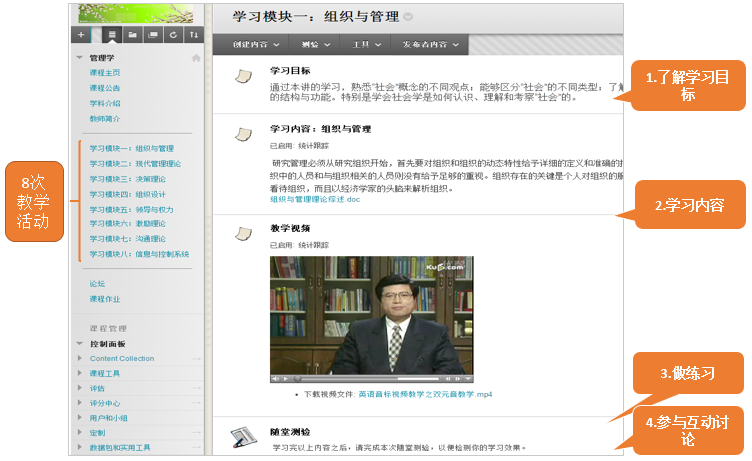 学习模块一：组织与管理
创建内容
测验
工具
发布者内容
管理学
课程主页
课程公告
学科介绍
教师简介
学习模块一：组织与管理
学习模块二：现代管理理论
学习模块三：决策理论
学习模块四：组织设计
学习模块五：领导与权力
学习模块六：激励理论
学习模块七：沟通理论
学习模块八：信息与控制系统
论坛
课程作业
课程管理
控制面板
Content Collection
课程工具
评估
评分中心
用户和小组
定制
数据包和实用工具
8次
教学
活动
学习目标
通过本讲的学习，熟悉“社会”概念的不同观点；能够区分“社会”的不同类型；了解
的结构与功能。特别是学会社会学是如何认识、理解和考察“社会”的。
学习内容：组织与管理
已启用: 统计跟踪
研究管理必须从研究组织开始，首先要对组织和组织的动态特性给予详细的定义和准确的
织中的人员和与组织相关的人员则没有给于足够的重视。组织存在的关键是个人对组织的服
看待组织，而且以经济学家的头脑来解析组织。
组织与管理理论综述.doc
教学视频
已启用: 统计跟踪
Ku6.com
下载视频文件: 英语音标视频教学之双元音教学.mp4
随堂测验
学习完以上内容之后，请完成本次随堂测验，以便检测你的学习效果。
1.了解学习目
标
2.学习内容
3.做练习
4.参与互动讨
论